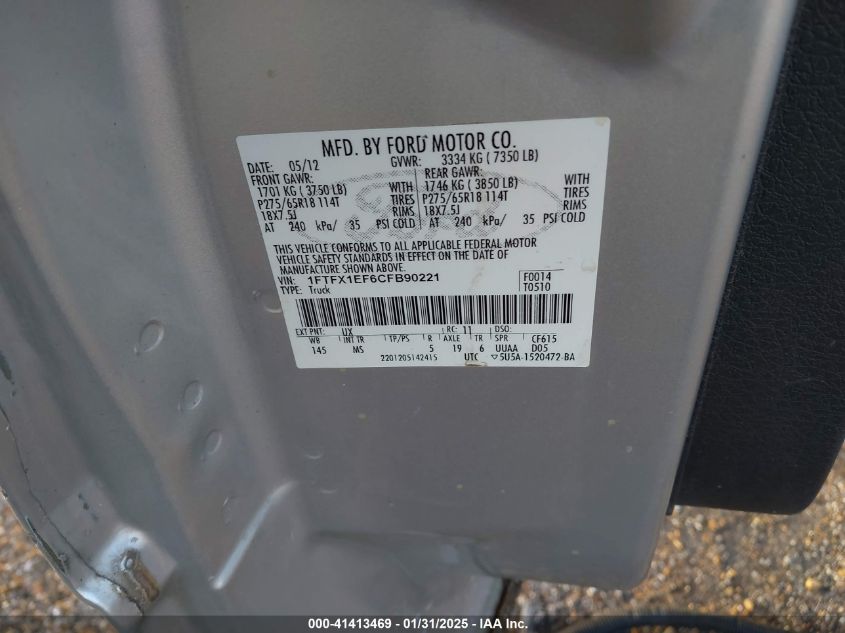 MFD. BY FORD MOTOR CO.
DATE: 05/12 GVWR: 3334 KG ( 7350 LB)
FRONT GAWR: REAR GAWR:
1701 KG ( 3750 LB) WITH 1746 KG ( 3850 LB) WITH
P275/65R18 114T TIRES P275/65R18 114T TIRES
18X7.5J RIMS 18X7.5J RIMS
AT 240 kPa/ 35 PSI COLD AT 240 kPa/ 35 PSI COLD
Ford
THIS VEHICLE CONFORMS TO ALL APPLICABLE FEDERAL MOTOR
VEHICLE SAFETY STANDARDS IN EFFECT ON THE DATE OF
MANUFACTURE SHOWN ABOVE.
VIN: 1FTFX1EF6CFB90221 F0014
TYPE: Truck T0510
EXT PNT: UX RC: 11 DSO:
WB INT TR TP/PS R AXLE TR SPR CF615
145 MS 5 19 6 UUAA D05
2201205142415 UTC ▽5U5A-1520472-BA
000-41413469 - 01/31/2025 - IAA Inc.